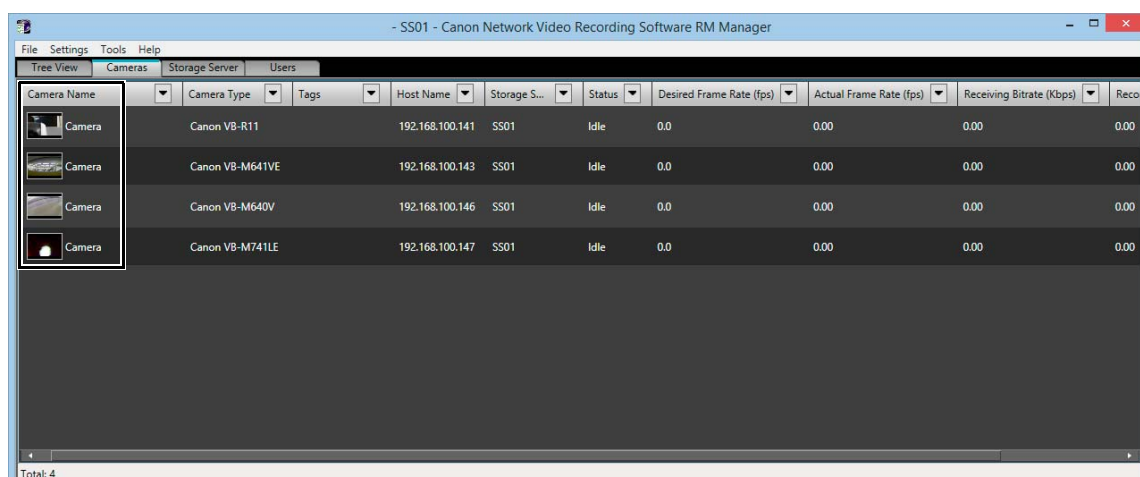 - SS01 - Canon Network Video Recording Software RM Manager
File Settings Tools Help
Tree View Cameras Storage Server Users
Camera Name Camera Type Tags Host Name Storage S... Status Desired Frame Rate (fps) Actual Frame Rate (fps) Receiving Bitrate (Kbps) Reco
Camera Canon VB-R11 192.168.100.141 SS01 Idle 0.0 0.00 0.00 0.00
Camera Canon VB-M641VE 192.168.100.143 SS01 Idle 0.0 0.00 0.00 0.00
Camera Canon VB-M640V 192.168.100.146 SS01 Idle 0.0 0.00 0.00 0.00
Camera Canon VB-M741LE 192.168.100.147 SS01 Idle 0.0 0.00 0.00 0.00
Total: 4